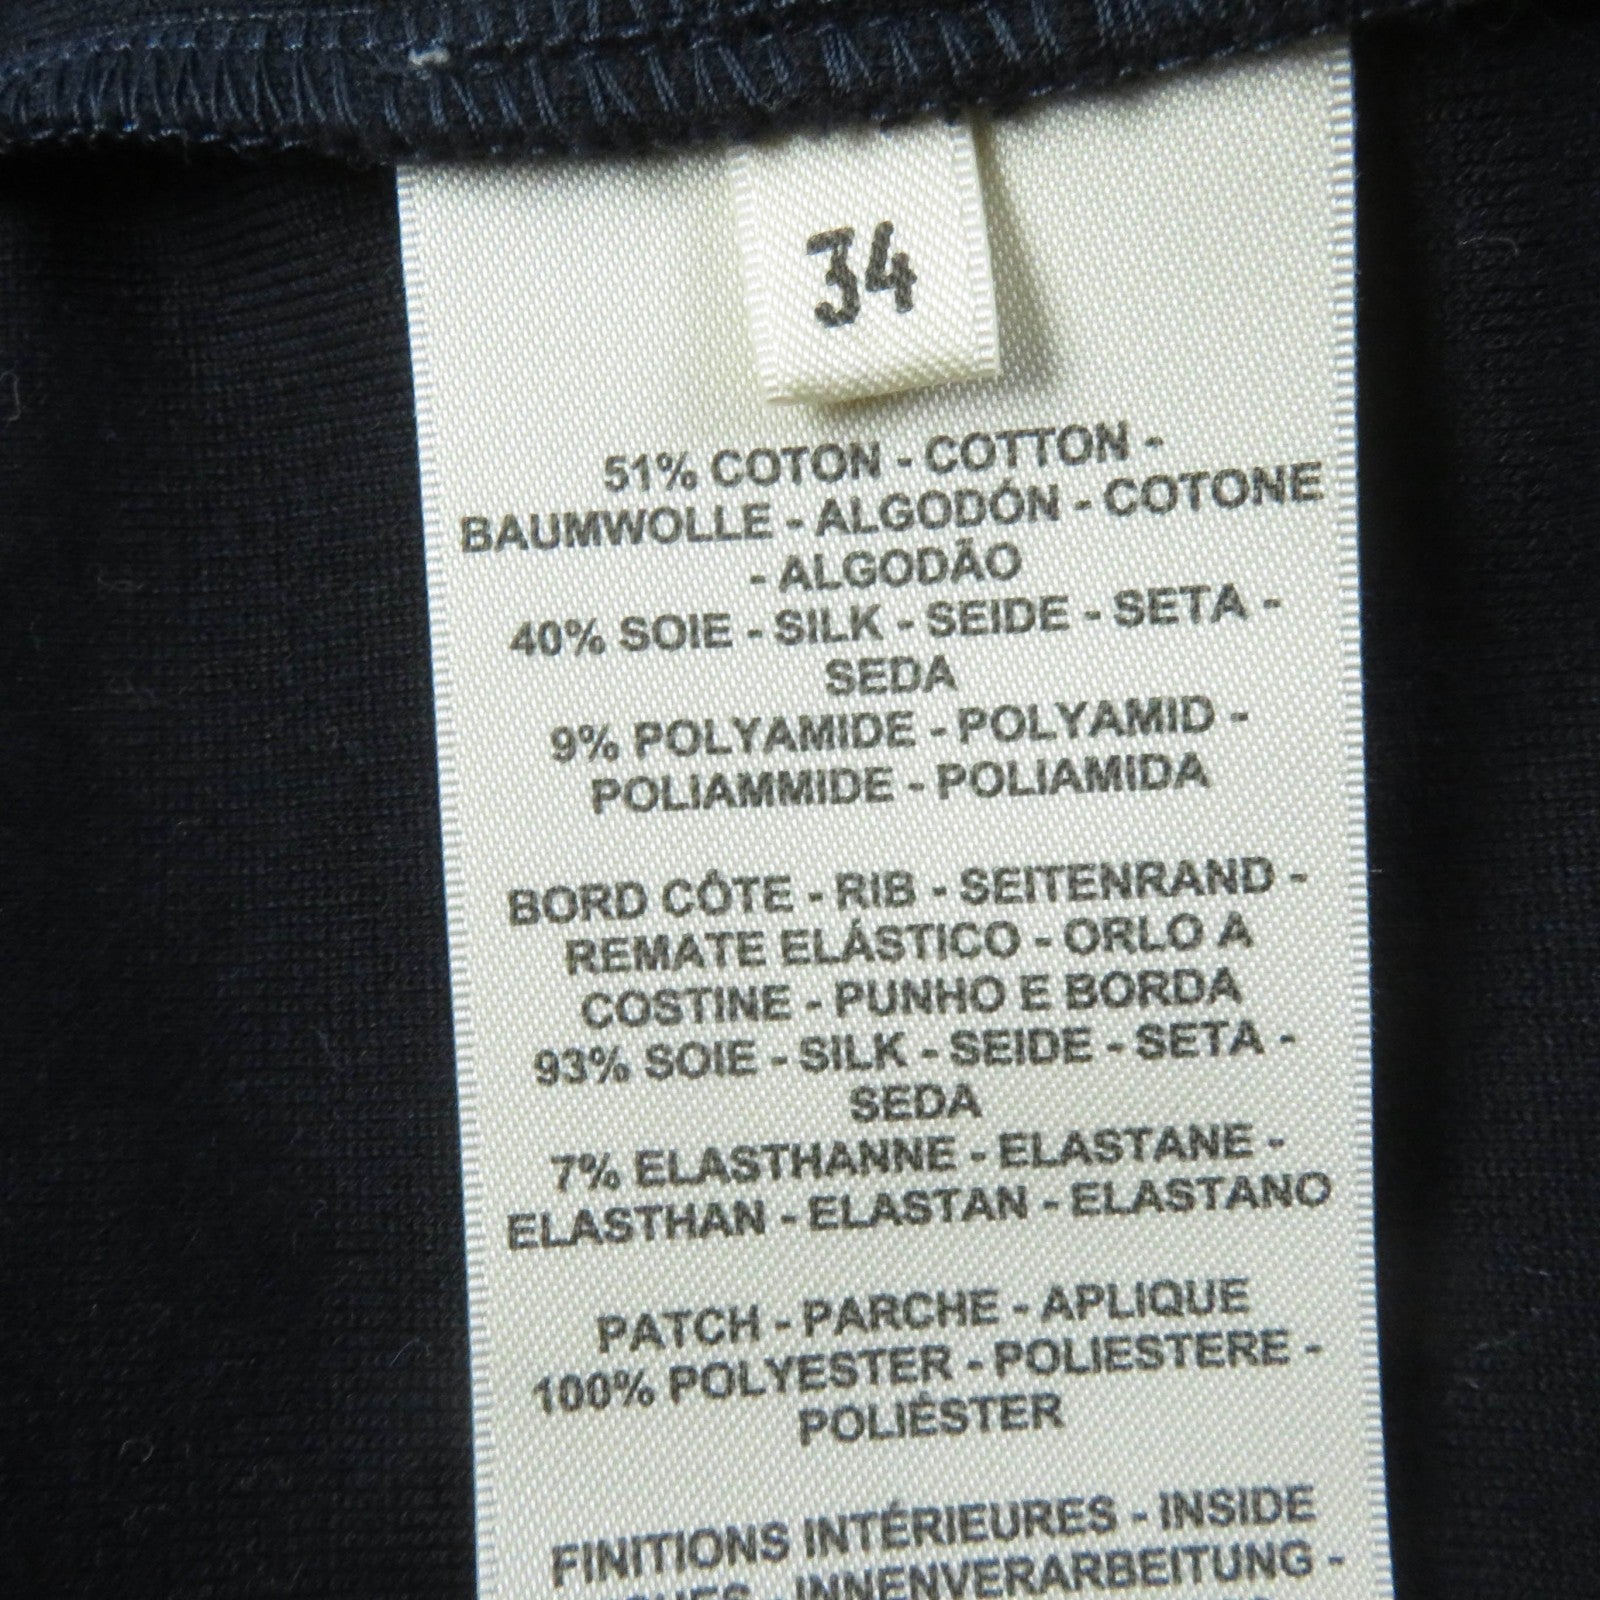 34
51% COTON - COTTON -
BAUMWOLLE - ALGODÓN - COTONE
- ALGODÃO
40% SOIE - SILK - SEIDE - SETA -
SEDA
9% POLYAMIDE - POLYAMID -
POLIAMMIDE - POLIAMIDA
BORD CÔTE - RIB - SEITENRAND -
REMATE ELÁSTICO - ORLO A
COSTINE - PUNHO E BORDA
93% SOIE - SILK - SEIDE - SETA -
SEDA
7% ELASTHANNE - ELASTANE -
ELASTHAN - ELASTAN - ELASTANO
PATCH - PARCHE - APLIQUE
100% POLYESTER - POLIESTERE -
POLIÉSTER
FINITIONS INTÉRIEURES - INSIDE
- INNENVERARBEITUNG -